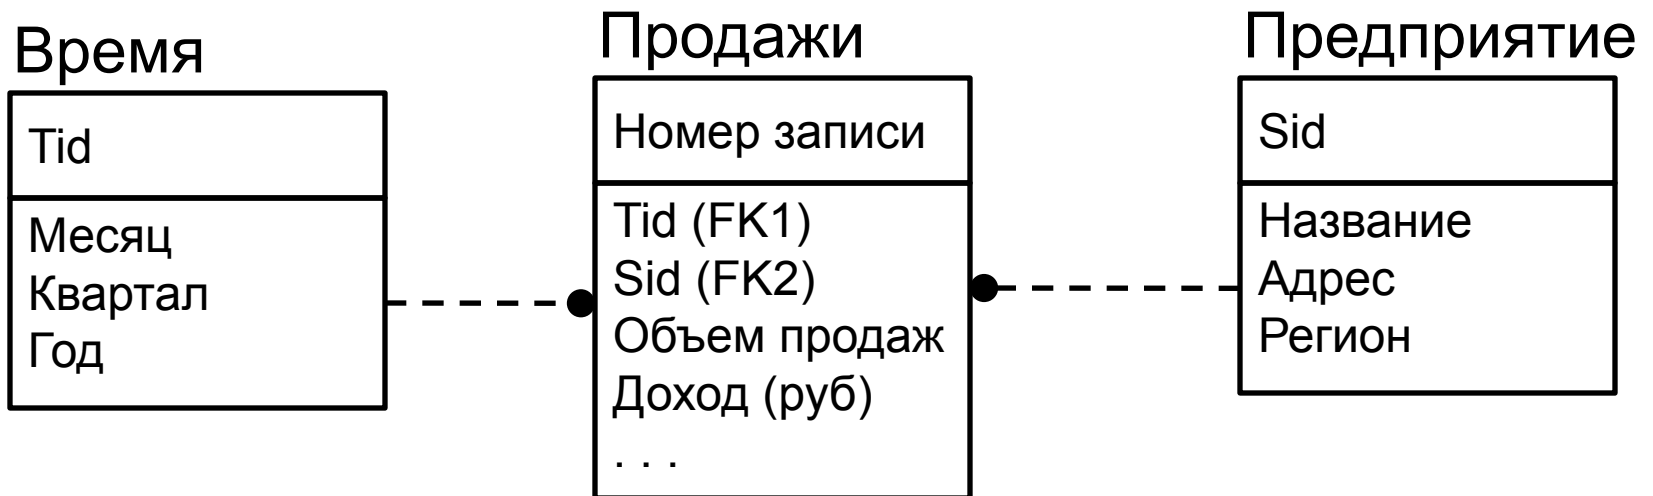 Время
Tid
Месяц
Квартал
Год
Продажи
Номер записи
Tid (FK1)
Sid (FK2)
Объем продаж
Доход (руб)
. . .
Предприятие
Sid
Название
Адрес
Регион